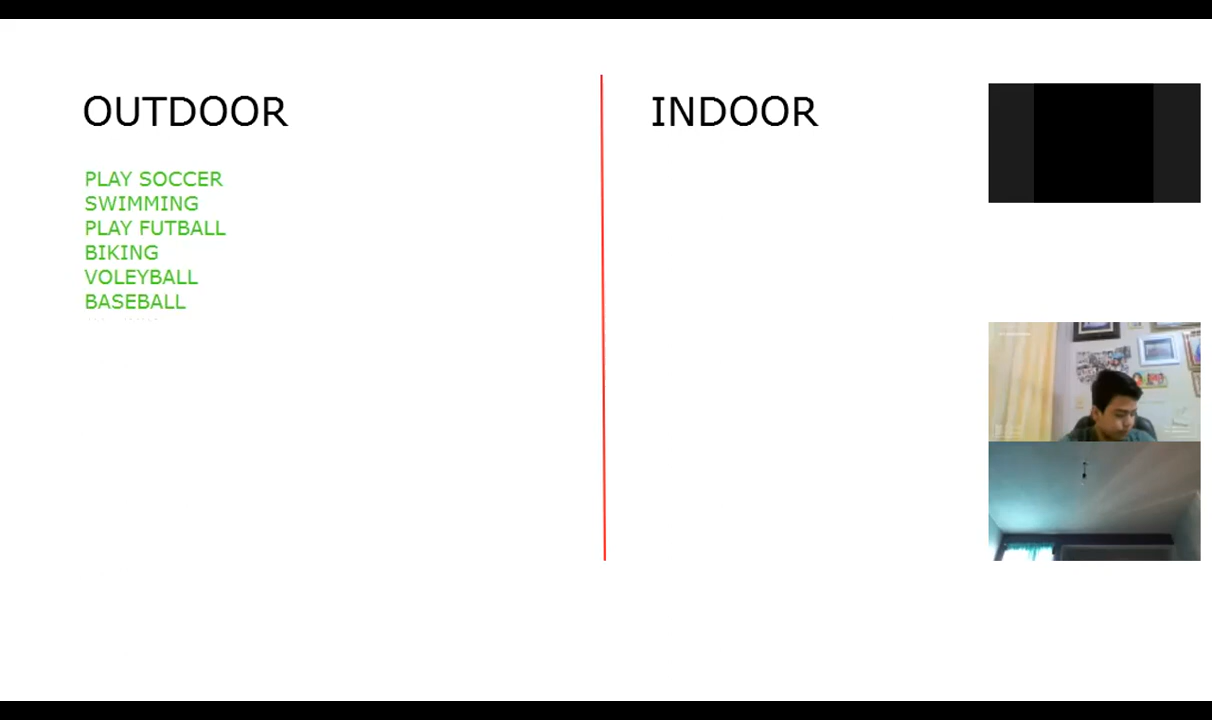 OUTDOOR
PLAY SOCCER
SWIMMING
PLAY FUTBALL
BIKING
VOLEYBALL
BASEBALL
INDOOR